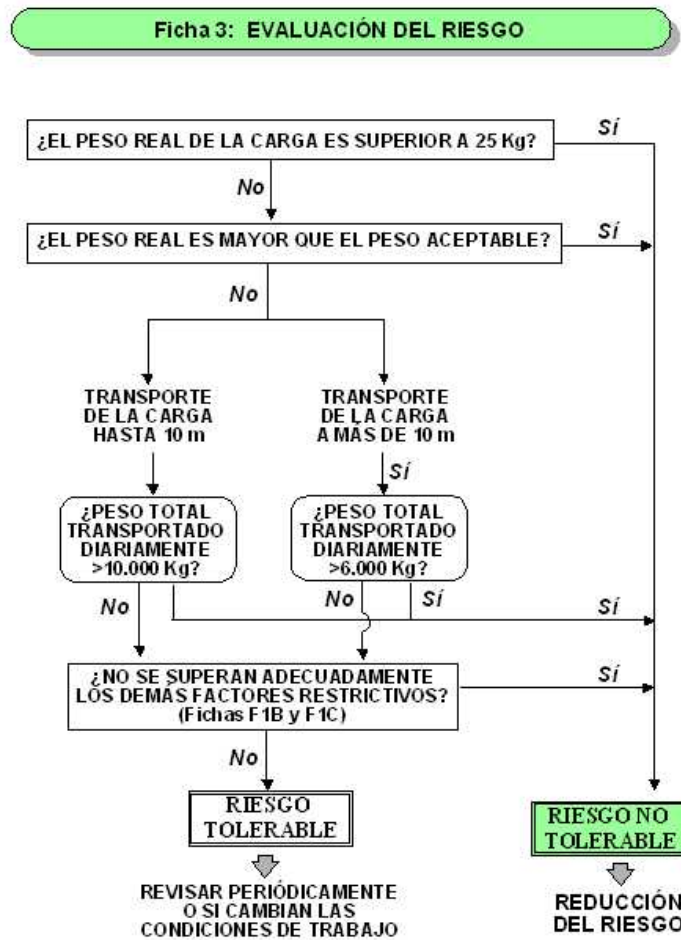 Ficha 3: EVALUACIÓN DEL RIESGO
¿EL PESO REAL DE LA CARGA ES SUPERIOR A 25 Kg?
Sí
No
¿EL PESO REAL ES MAYOR QUE EL PESO ACEPTABLE?
Sí
No
TRANSPORTE
DE LA CARGA
HASTA 10 m
TRANSPORTE
DE LA CARGA
A MÁS DE 10 m
Sí
¿PESO TOTAL
TRANSPORTADO
DIARIAMENTE
>10.000 Kg?
¿PESO TOTAL
TRANSPORTADO
DIARIAMENTE
>6.000 Kg?
No
No
Sí
Sí
¿NO SE SUPERAN ADECUADAMENTE
LOS DEMÁS FACTORES RESTRICTIVOS?
(Fichas F1B y F1C)
Sí
No
RIESGO
TOLERABLE
RIESGO NO
TOLERABLE
REVISAR PERIÓDICAMENTE
O SI CAMBIAN LAS
CONDICIONES DE TRABAJO
REDUCCIÓN
DEL RIESGO